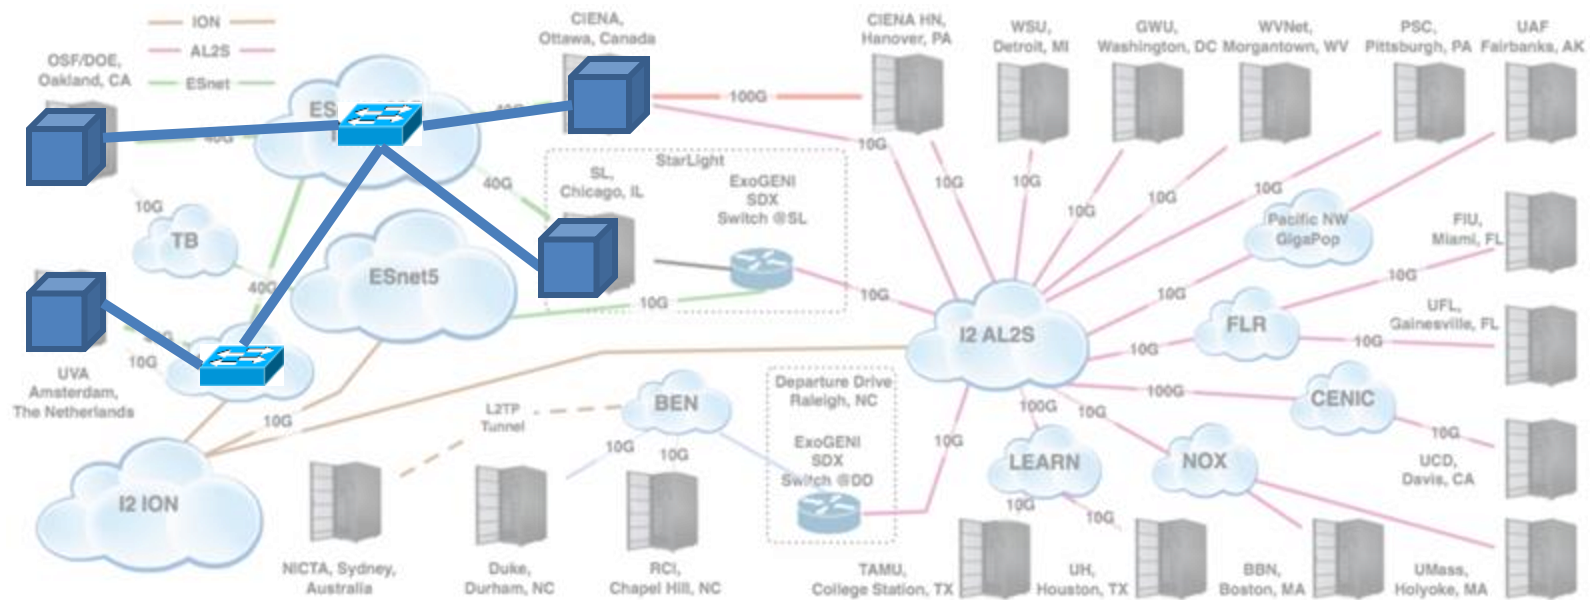 ION
AL2S
ESnet
OSF/DOE,
Oakland, CA
CIENA,
Ottawa, Canada
CIENA HN,
Hanover, PA
WSU,
Detroit, MI
GWU,
Washington, DC
WVNet,
Morgantown, WV
PSC,
Pittsburgh, PA
UAF
Fairbanks, AK
ES
40G
40G
100G
10G
StarLight
SL,
Chicago, IL
ExoGENI
SDX
Switch @SL
40G
10G
10G
10G
10G
10G
10G
TB
Pacific NW
GigaPop
FIU,
Miami, FL
ESnet5
40G
10G
10G
10G
10G
UFL,
Gainesville, FL
I2 AL2S
FLR
10G
10G
10G
UVA
Amsterdam,
The Netherlands
Departure Drive
Raleigh, NC
100G
CENIC
BEN
L2TP
Tunnel
10G
100G
10G
10G
10G
10G
10G
ExoGENI
SDX
Switch @DD
LEARN
NOX
UCD,
Davis, CA
I2 ION
10G
10G
NICTA, Sydney,
Australia
Duke,
Durham, NC
RCI,
Chapel Hill, NC
TAMU,
College Station, TX
UH,
Houston, TX
BBN,
Boston, MA
UMass,
Holyoke, MA